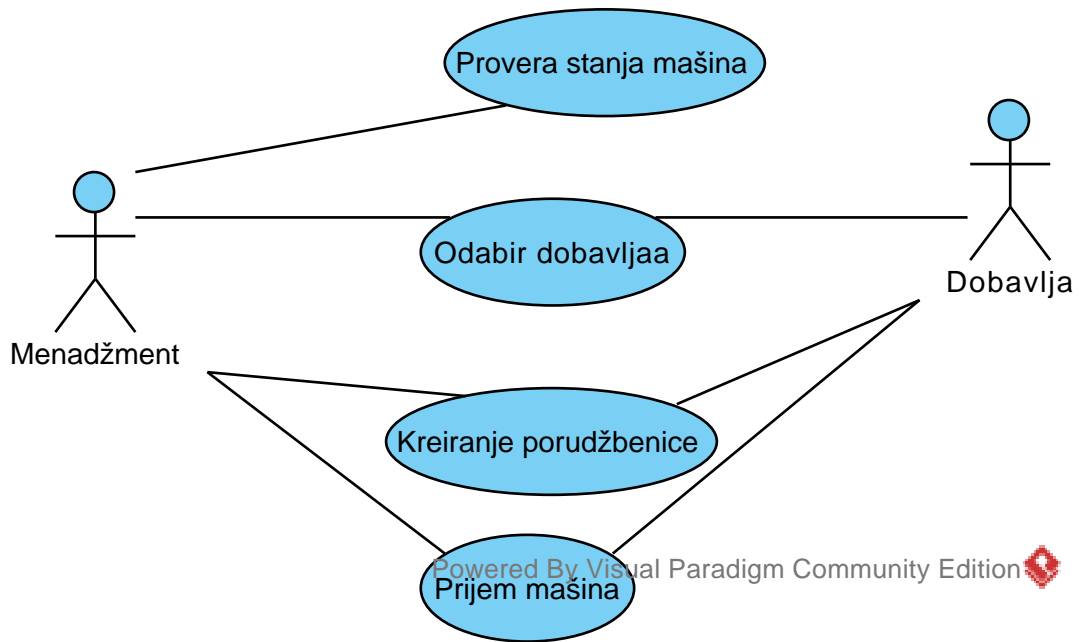 Provera stanja mašina
Odabir dobavljaa
Dobavlja
Menadžment
Kreiranje porudžbenice
Powered By Visual Paradigm Community Edition
Prijem mašina